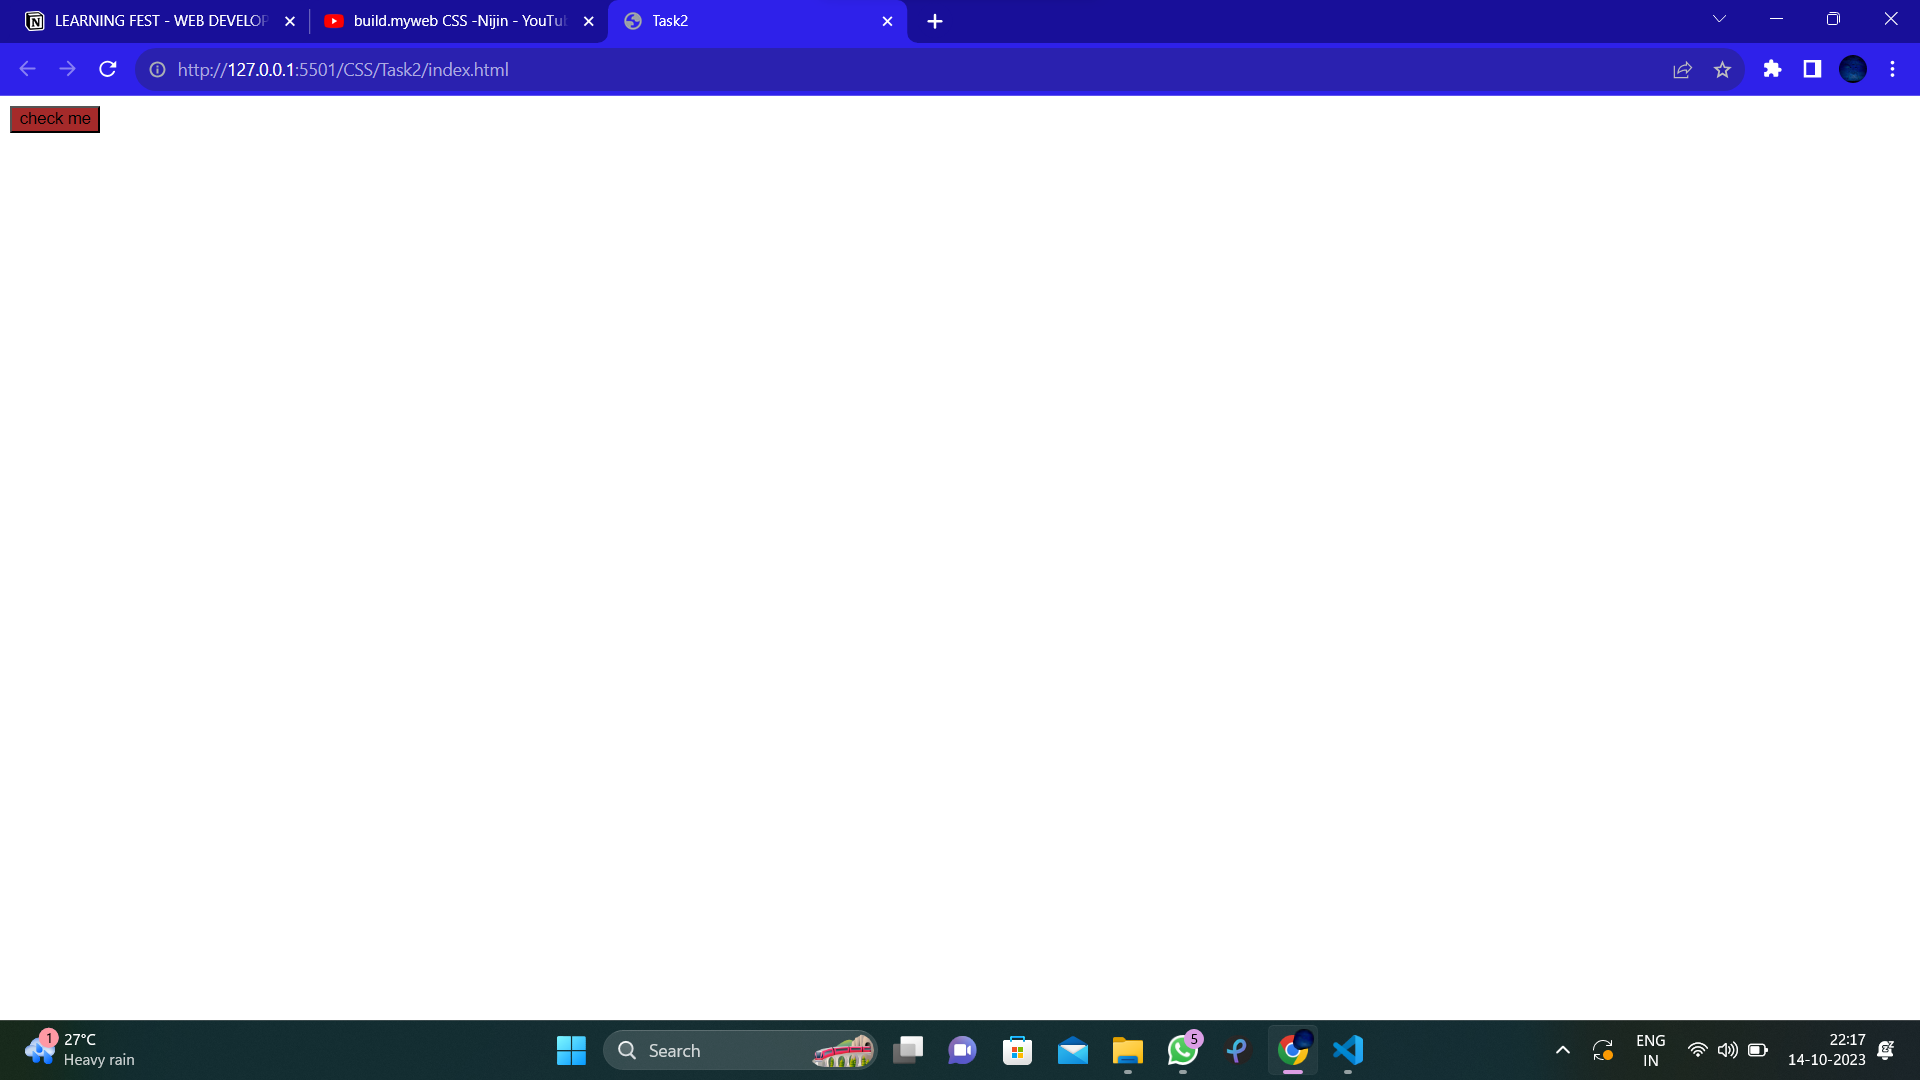 LEARNING FEST - WEB DEVELOP
build.myweb CSS -Nijin - YouTu
Task2
http://127.0.0.1:5501/CSS/Task2/index.html
check me
1
27°C
Heavy rain
Search
5
ENG
IN
22:17
14-10-2023